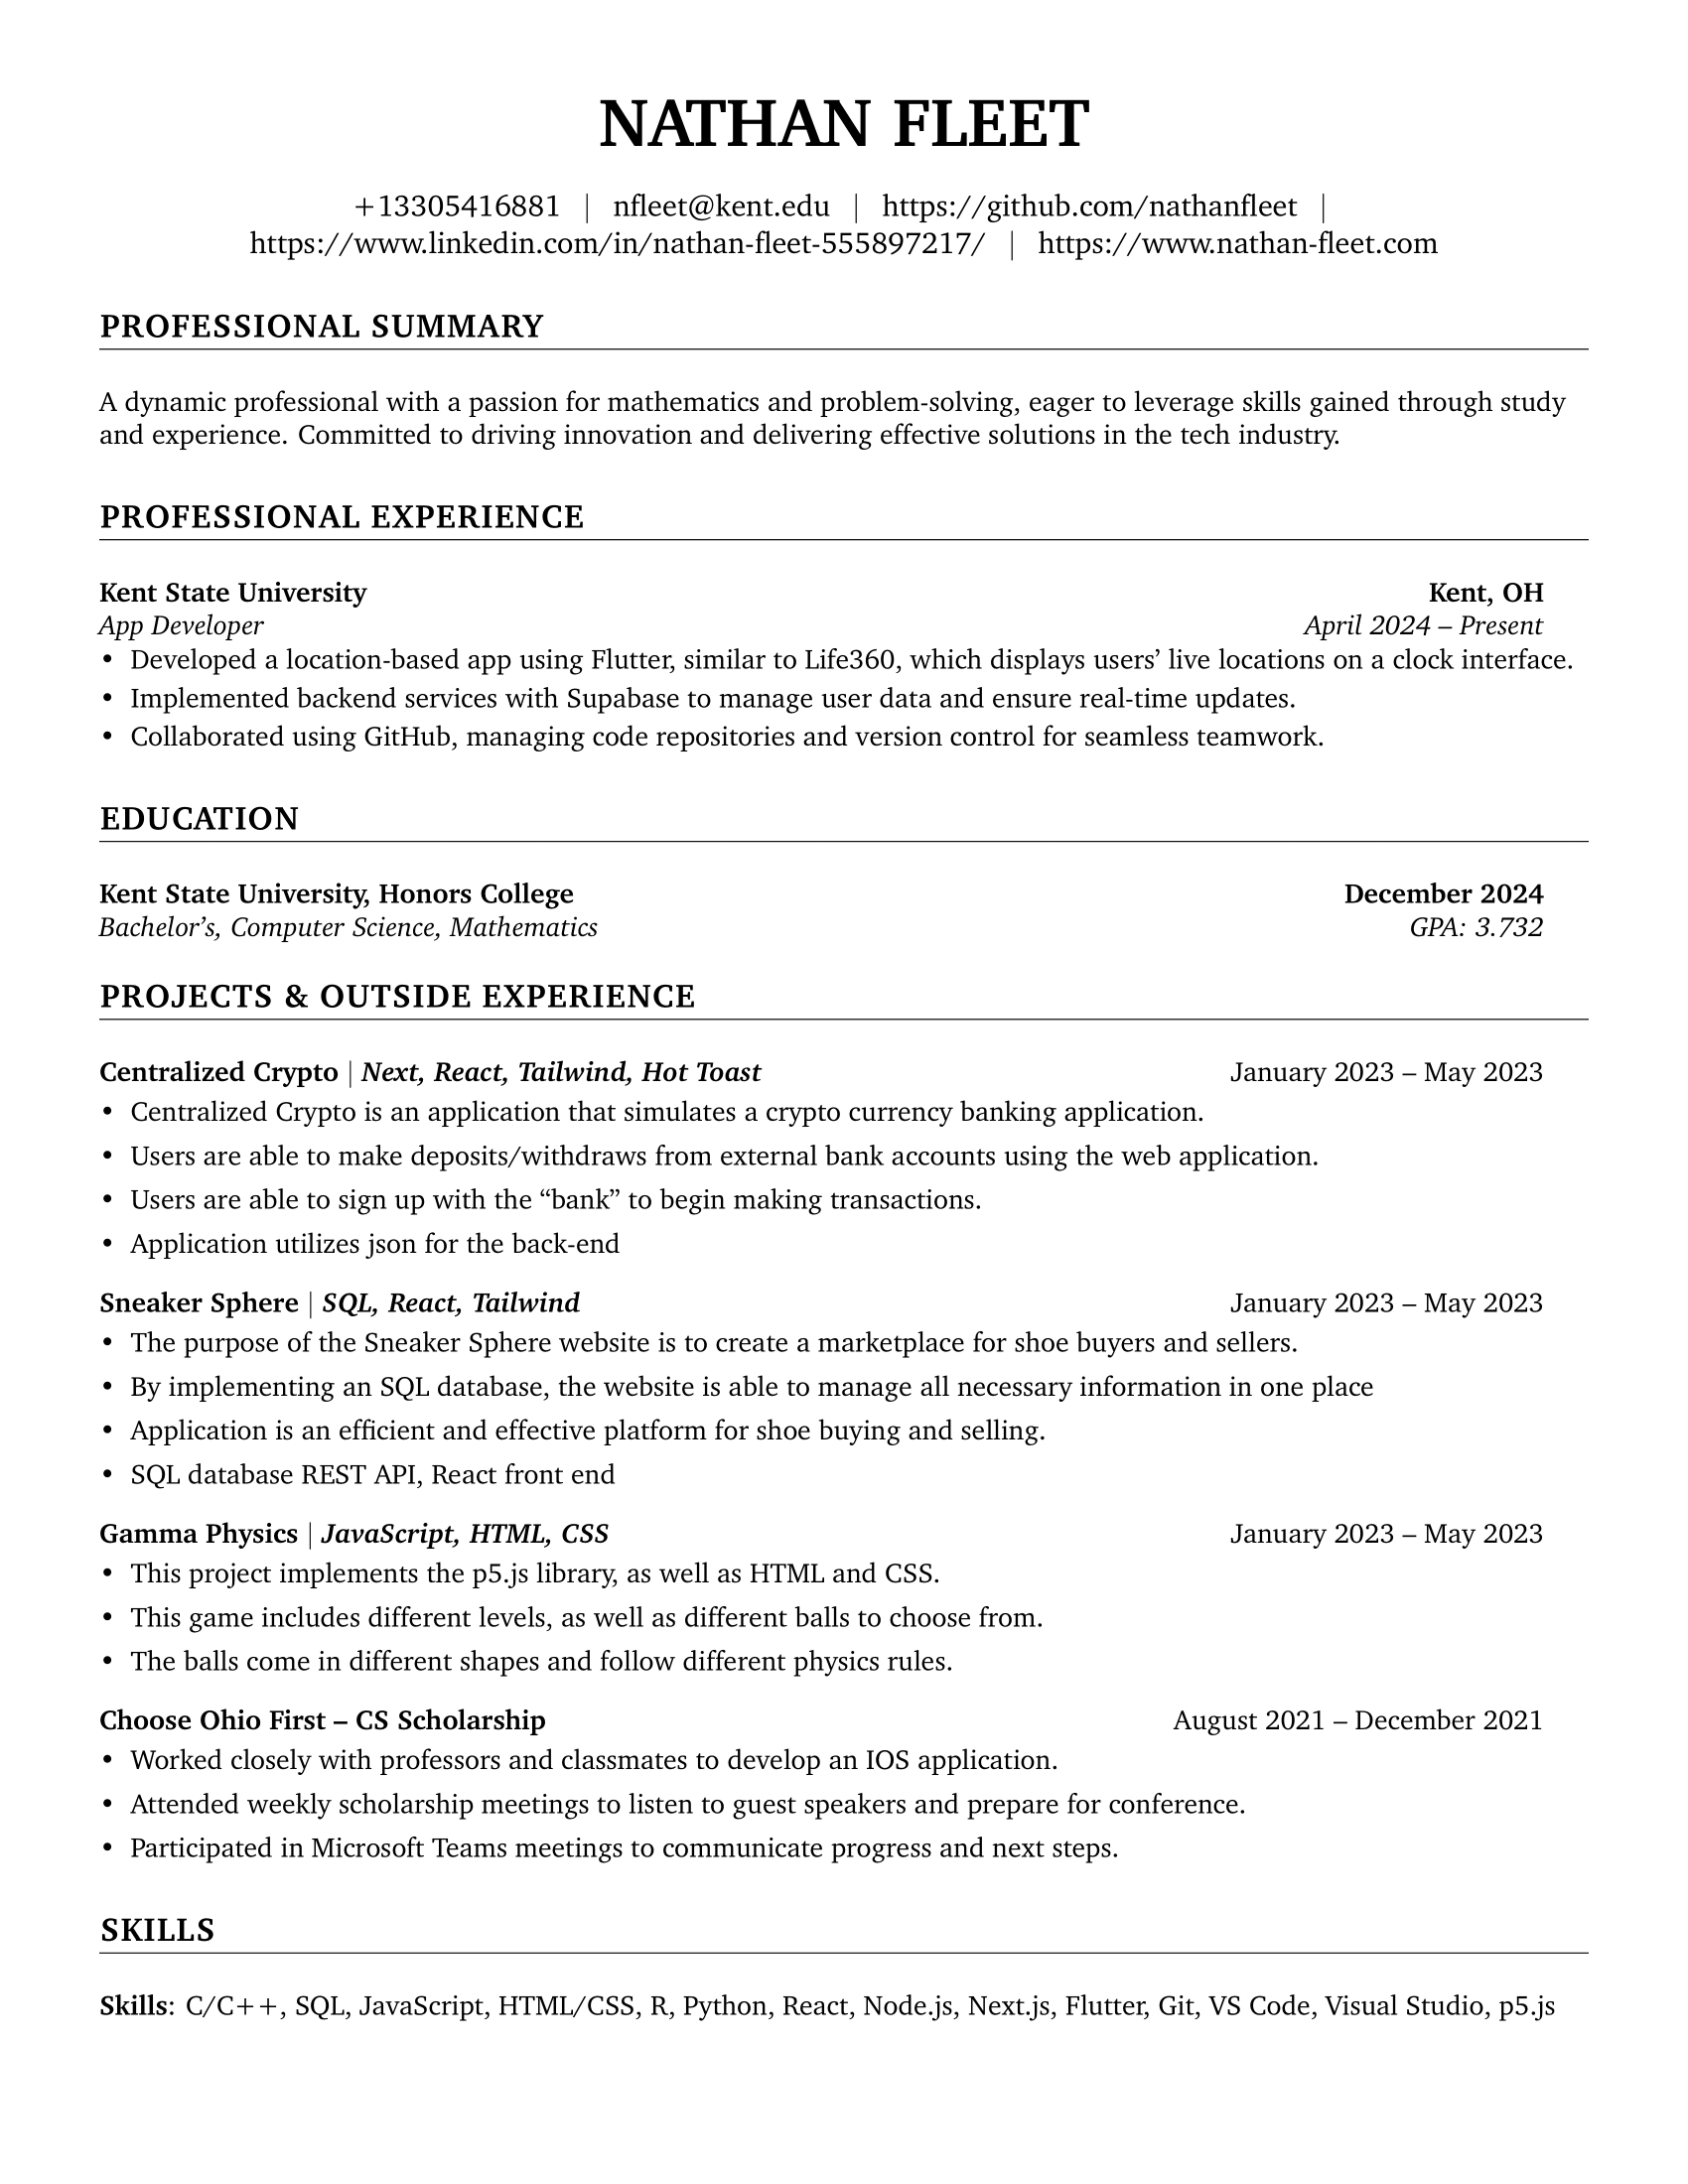 NATHAN FLEET
+13305416881 | nfleet@kent.edu | https://github.com/nathanfleet |
https://www.linkedin.com/in/nathan-fleet-555897217/ | https://www.nathan-fleet.com
PROFESSIONAL SUMMARY
A dynamic professional with a passion for mathematics and problem-solving, eager to leverage skills gained through study
and experience. Committed to driving innovation and delivering effective solutions in the tech industry.
PROFESSIONAL EXPERIENCE
Kent State University Kent, OH
App Developer April 2024 – Present
• Developed a location-based app using Flutter, similar to Life360, which displays users’ live locations on a clock interface.
• Implemented backend services with Supabase to manage user data and ensure real-time updates.
• Collaborated using GitHub, managing code repositories and version control for seamless teamwork.
EDUCATION
Kent State University, Honors College December 2024
Bachelor’s, Computer Science, Mathematics GPA: 3.732
PROJECTS & OUTSIDE EXPERIENCE
Centralized Crypto | Next, React, Tailwind, Hot Toast January 2023 – May 2023
• Centralized Crypto is an application that simulates a crypto currency banking application.
• Users are able to make deposits/withdraws from external bank accounts using the web application.
• Users are able to sign up with the “bank” to begin making transactions.
• Application utilizes json for the back-end
Sneaker Sphere | SQL, React, Tailwind January 2023 – May 2023
• The purpose of the Sneaker Sphere website is to create a marketplace for shoe buyers and sellers.
• By implementing an SQL database, the website is able to manage all necessary information in one place
• Application is an efficient and effective platform for shoe buying and selling.
• SQL database REST API, React front end
Gamma Physics | JavaScript, HTML, CSS January 2023 – May 2023
• This project implements the p5.js library, as well as HTML and CSS.
• This game includes different levels, as well as different balls to choose from.
• The balls come in different shapes and follow different physics rules.
Choose Ohio First – CS Scholarship August 2021 – December 2021
• Worked closely with professors and classmates to develop an IOS application.
• Attended weekly scholarship meetings to listen to guest speakers and prepare for conference.
• Participated in Microsoft Teams meetings to communicate progress and next steps.
SKILLS
Skills: C/C++, SQL, JavaScript, HTML/CSS, R, Python, React, Node.js, Next.js, Flutter, Git, VS Code, Visual Studio, p5.js